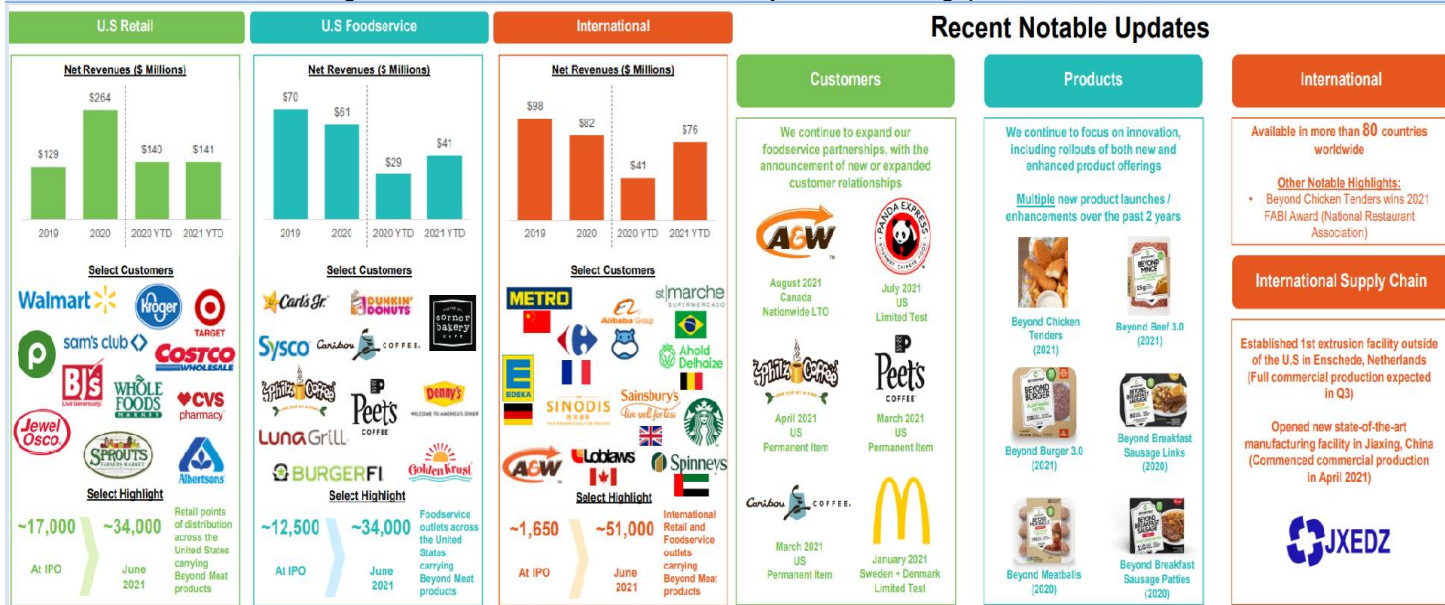 U.S Retail
Net Revenues ($ Millions)
$129
$264
$140
$141
2019
2020
2020 YTD
2021 YTD
Select Customers
Walmart
Kroger
TARGET
sam's club
COSTCO
WHOLESALE
BJ's
Live Generously.
WHOLE
FOODS
MARKET
CVS
pharmacy
Jewel
Osco
SPROUTS
FARMERS MARKET
Albertsons
Select Highlight
~17,000
At IPO
~34,000
June
2021
Retail points
of distribution
across the
United States
carrying
Beyond Meat
products
U.S Foodservice
Net Revenues ($ Millions)
$70
$61
$29
$41
2019
2020
2020 YTD
2021 YTD
Select Customers
Carl's Jr.
DUNKIN'
DONUTS
corner
bakery
CAFE
Sysco
Caribou COFFEE
Philz Coffee
Peet's
COFFEE
Denny's
WELCOME TO AMERICA'S DINER
LUNAGRILL
BURGERFI
Golden Krust
Select Highlight
~12,500
At IPO
~34,000
June
2021
Foodservice
outlets across
the United
States
carrying
Beyond Meat
products
International
Net Revenues ($ Millions)
$98
$82
$41
$76
2019
2020
2020 YTD
2021 YTD
Select Customers
METRO
Alibaba Group
st|marche
SUPERMERCADO
Ahold
Delhaize
EDEKA
SINODIS
Sainsbury's
live well for less
A&W
Loblaws
Spinneys
Select Highlight
~1,650
At IPO
~51,000
June
2021
International
Retail and
Foodservice
outlets
carrying
Beyond Meat
products
Recent Notable Updates
Customers
We continue to expand our
foodservice partnerships, with the
announcement of new or expanded
customer relationships
A&W
August 2021
Canada
Nationwide LTO
PANDA EXPRESS
GOURMET CHINESE FOOD
July 2021
US
Limited Test
Philz Coffee
April 2021
US
Permanent Item
Peet's
COFFEE
March 2021
US
Permanent Item
Caribou COFFEE
March 2021
US
Permanent Item
January 2021
Sweden + Denmark
Limited Test
Products
We continue to focus on innovation,
including rollouts of both new and
enhanced product offerings
Multiple new product launches /
enhancements over the past 2 years
Beyond Chicken
Tenders
(2021)
BEYOND
Beyond Beef 3.0
(2021)
BEYOND
BURGER
Beyond Burger 3.0
(2021)
Beyond Breakfast
Sausage Links
(2020)
Beyond Meatballs
(2020)
Beyond Breakfast
Sausage Patties
(2020)
International
Available in more than 80 countries
worldwide
Other Notable Highlights:
• Beyond Chicken Tenders wins 2021
FABI Award (National Restaurant
Association)
International Supply Chain
Established 1st extrusion facility outside
of the U.S in Enschede, Netherlands
(Full commercial production expected
in Q3)
Opened new state-of-the-art
manufacturing facility in Jiaxing, China
(Commenced commercial production
in April 2021)
JXEDZ